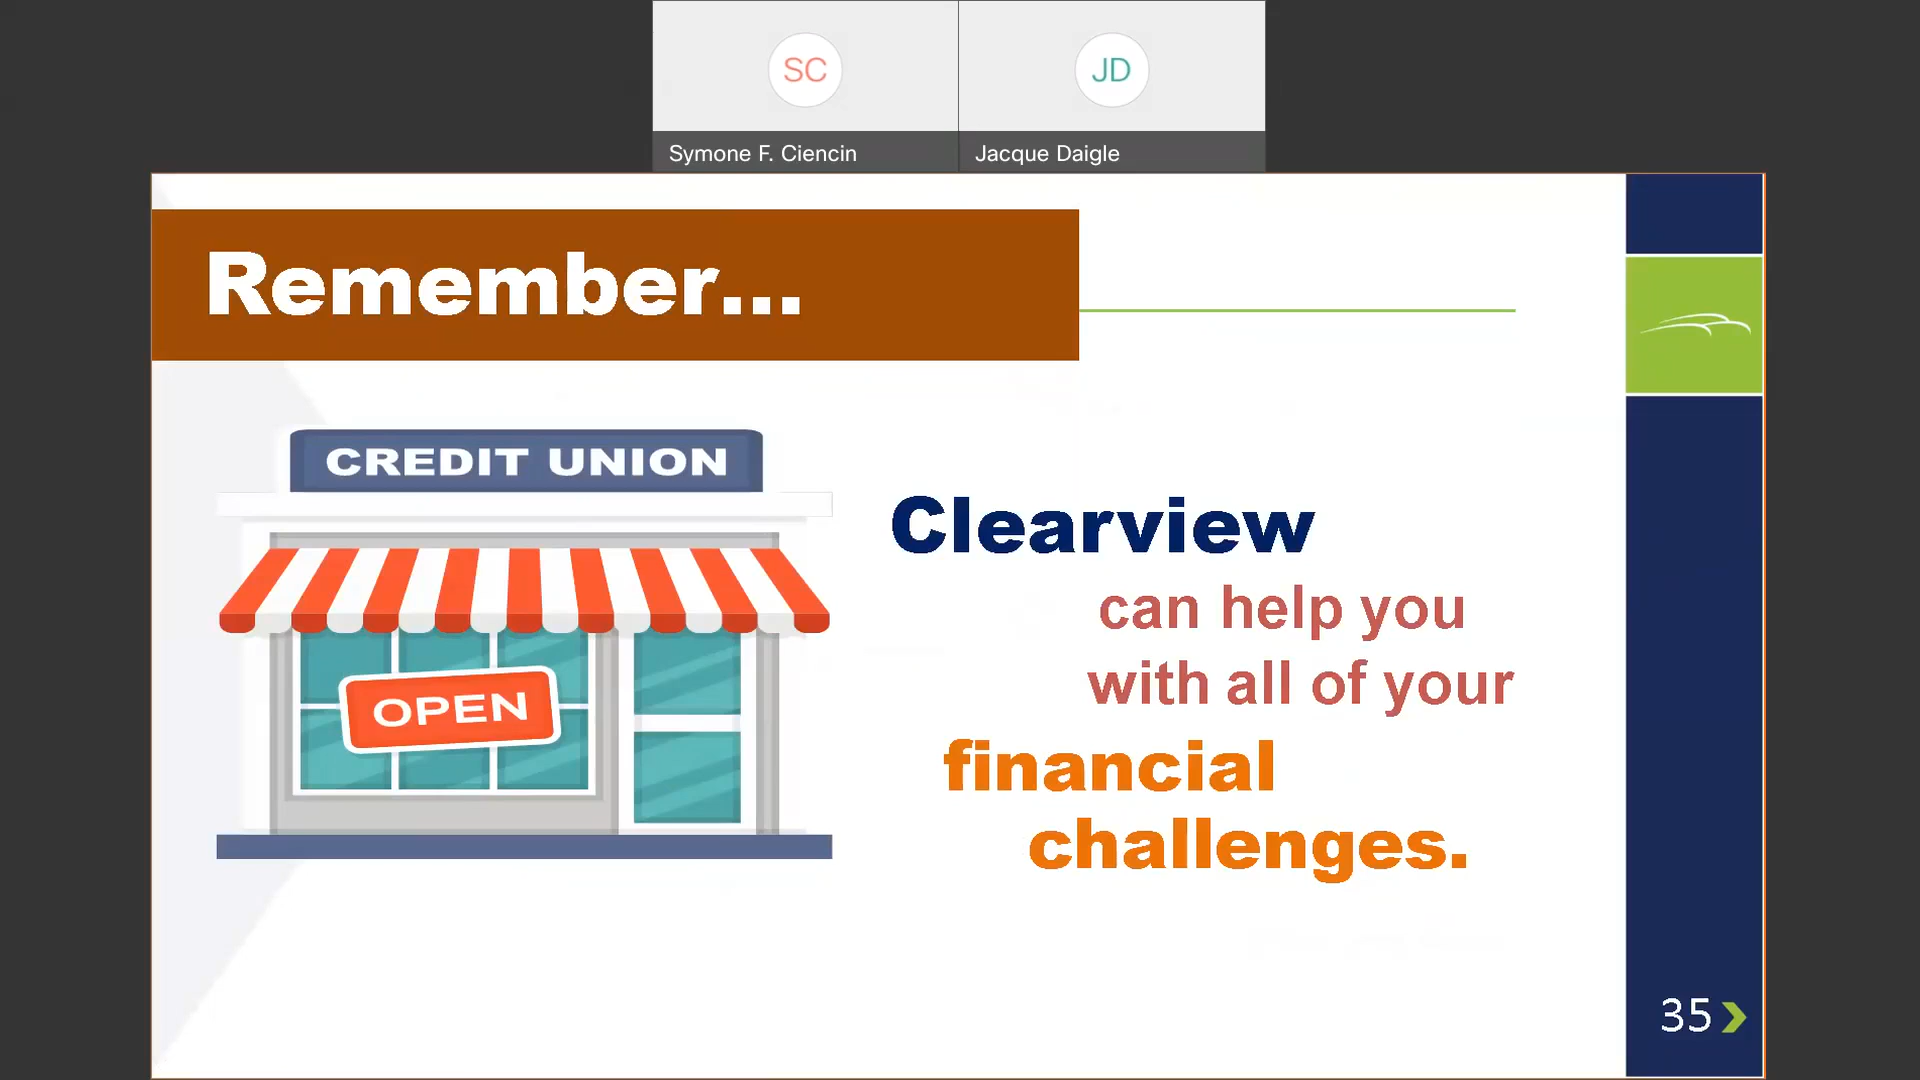 SC
JD
Symone F. Ciencin
Jacque Daigle
Remember...
CREDIT UNION
OPEN
Clearview
can help you
with all of your
financial
challenges.
35